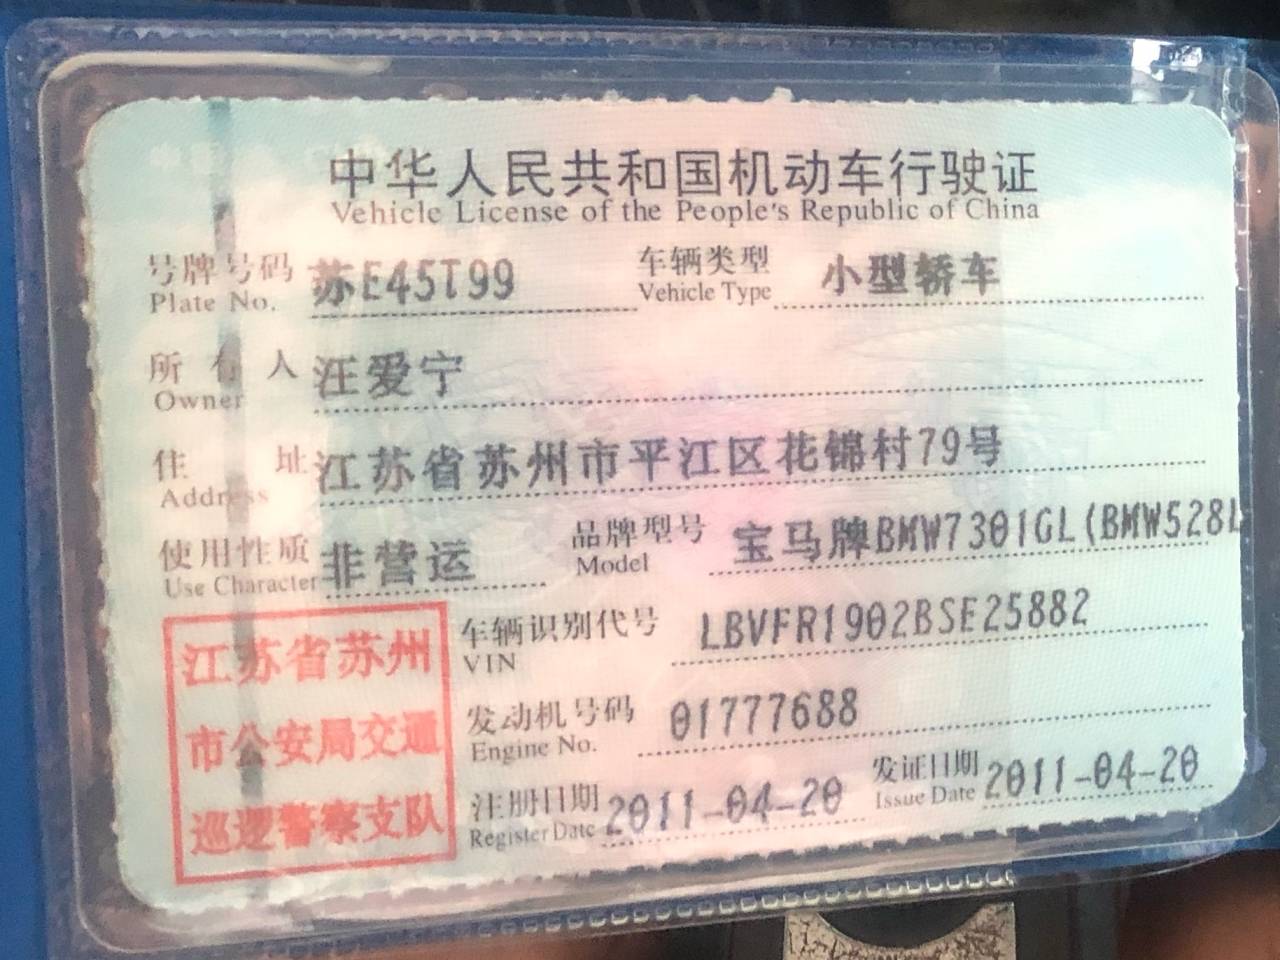 中华人民共和国机动车行驶证
Vehicle License of the People's Republic of China
号牌号码 苏E45T99 车辆类型 小型轿车
Plate No. Vehicle Type
所有人 汪爱宁
Owner
住址 江苏省苏州市平江区花锦村79号
Address
使用性质 非营运 品牌型号 宝马牌BMW7301GL(BMW528L
Use Character Model
车辆识别代号 LBVFR1902BSE25882
VIN
发动机号码 01777688
Engine No.
注册日期 2011-04-20 发证日期 2011-04-20
Register Date Issue Date
江苏省苏州
市公安局交通
巡逻警察支队